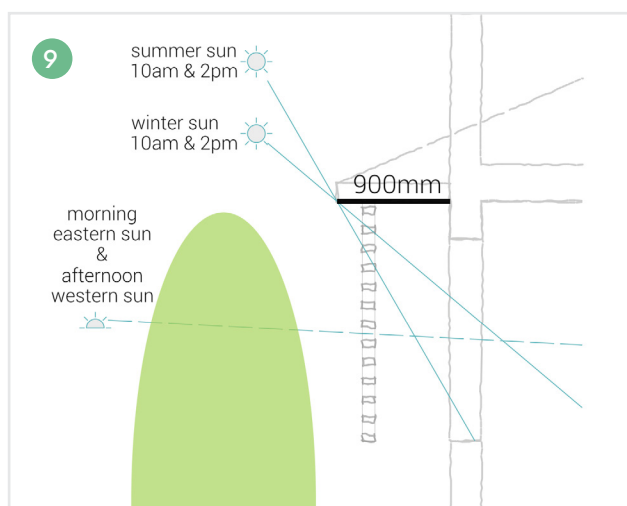 9
summer sun
10am & 2pm
winter sun
10am & 2pm
900mm
morning
eastern sun
&
afternoon
western sun